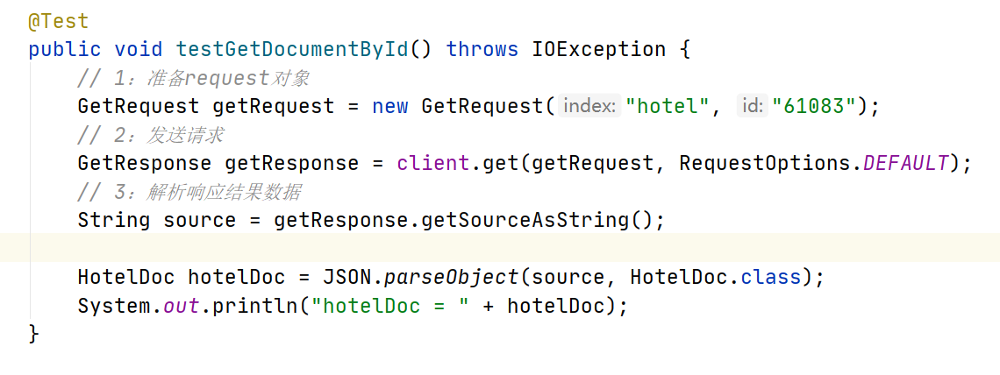 @Test
public void testGetDocumentById() throws IOException {
// 1：准备request对象
GetRequest getRequest = new GetRequest( index: "hotel", id: "61083");
// 2：发送请求
GetResponse getResponse = client.get(getRequest, RequestOptions.DEFAULT);
// 3：解析响应结果数据
String source = getResponse.getSourceAsString();
HotelDoc hotelDoc = JSON.parseObject(source, HotelDoc.class);
System.out.println("hotelDoc = " + hotelDoc);
}